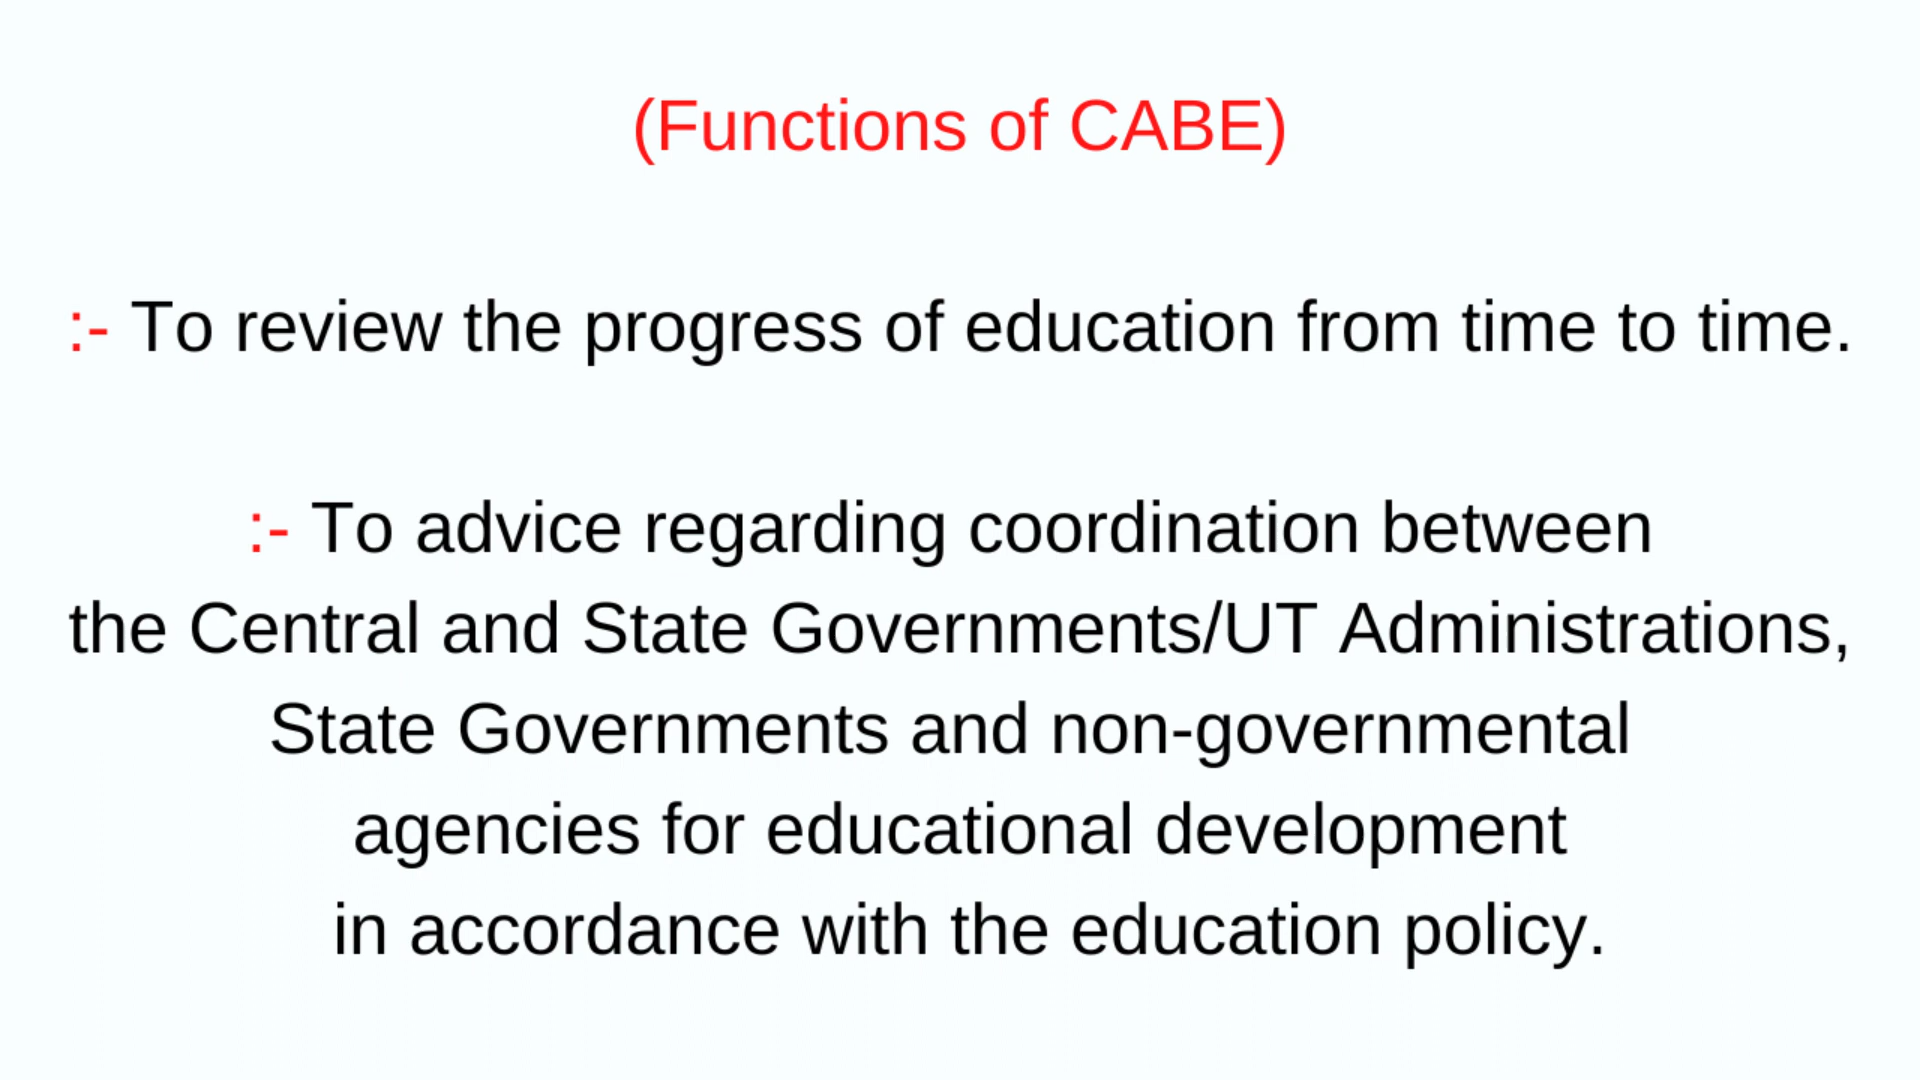 (Functions of CABE)
:- To review the progress of education from time to time.
:- To advice regarding coordination between
the Central and State Governments/UT Administrations,
State Governments and non-governmental
agencies for educational development
in accordance with the education policy.